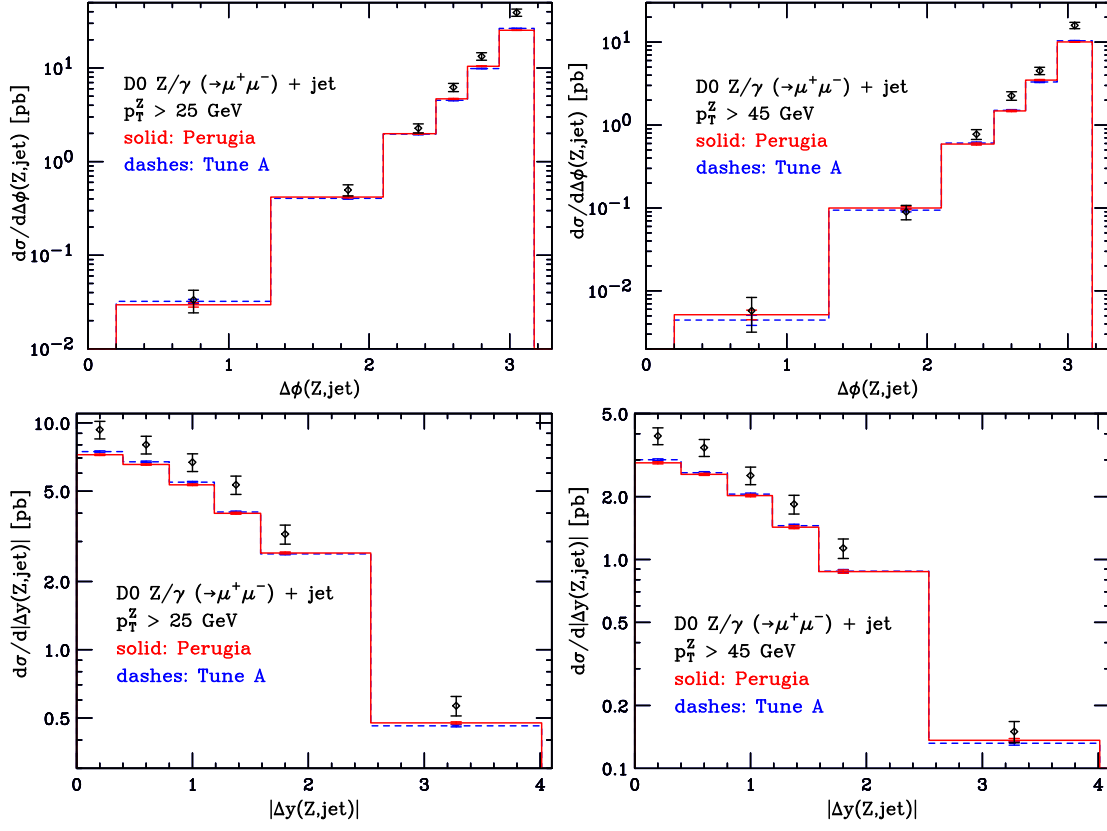 dσ/dΔϕ(Z,jet) [pb]
10¹
10⁰
10⁻¹
10⁻²
D0 Z/γ (→μ⁺μ⁻) + jet
p_T^Z > 25 GeV
solid: Perugia
dashes: Tune A
0 1 2 3
Δϕ(Z,jet)
dσ/dΔϕ(Z,jet) [pb]
10¹
10⁰
10⁻¹
10⁻²
D0 Z/γ (→μ⁺μ⁻) + jet
p_T^Z > 45 GeV
solid: Perugia
dashes: Tune A
0 1 2 3
Δϕ(Z,jet)
dσ/d|Δy(Z,jet)| [pb]
10.0
5.0
2.0
1.0
0.5
D0 Z/γ (→μ⁺μ⁻) + jet
p_T^Z > 25 GeV
solid: Perugia
dashes: Tune A
0 1 2 3 4
|Δy(Z,jet)|
dσ/d|Δy(Z,jet)| [pb]
5.0
2.0
1.0
0.5
0.2
0.1
D0 Z/γ (→μ⁺μ⁻) + jet
p_T^Z > 45 GeV
solid: Perugia
dashes: Tune A
0 1 2 3 4
|Δy(Z,jet)|